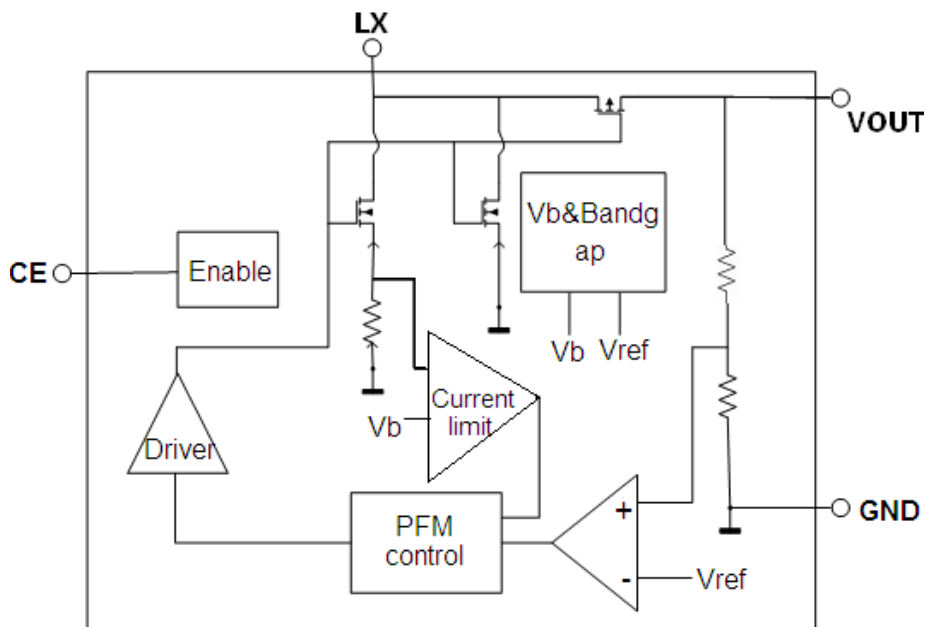 LX
VOUT
Vb&Bandg
ap
CE
Enable
Vb
Vref
Current
limit
Vb
Driver
PFM
control
+
-
Vref
GND